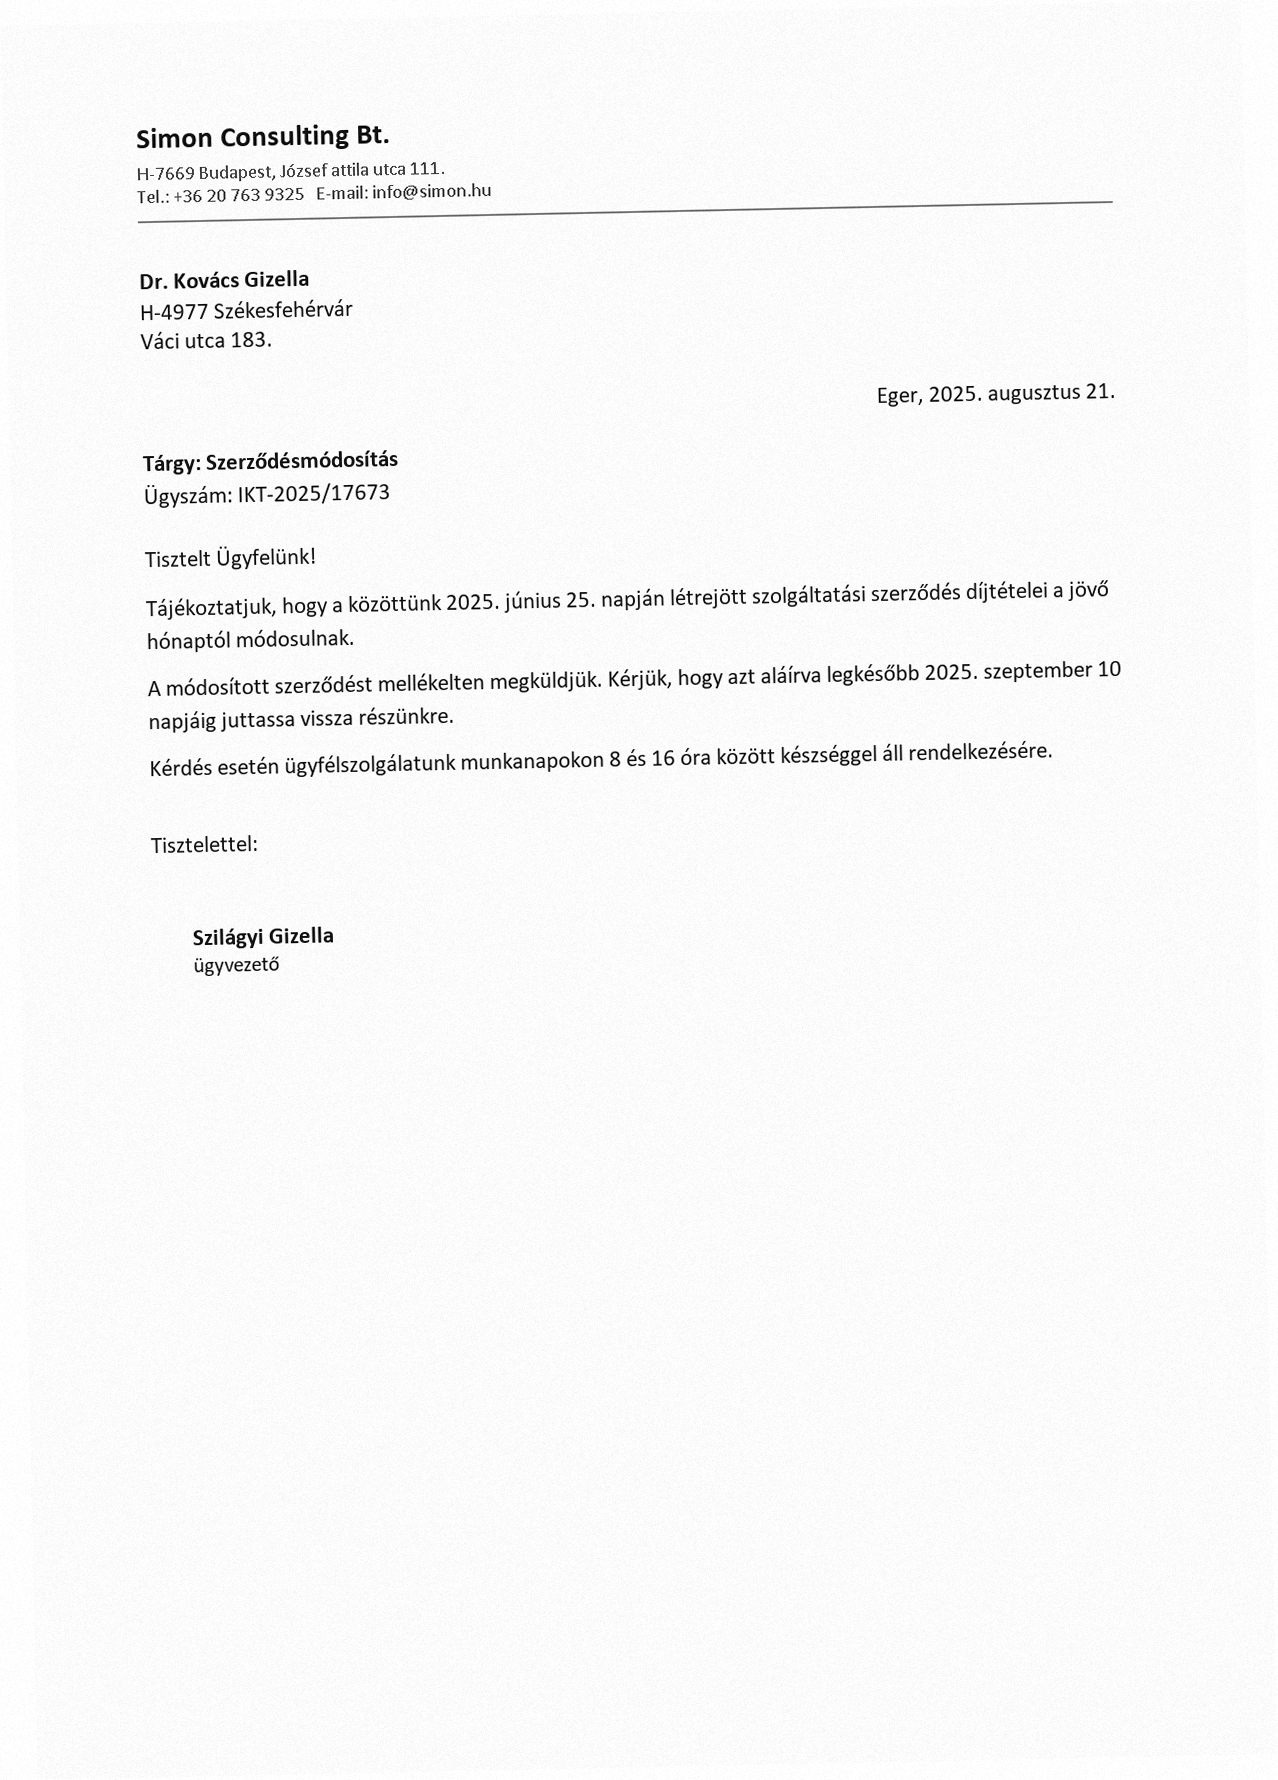 Simon Consulting Bt.
H-7669 Budapest, József attila utca 111.
Tel.: +36 20 763 9325 E-mail: info@simon.hu
Dr. Kovács Gizella
H-4977 Székesfehérvár
Váci utca 183.
Eger, 2025. augusztus 21.
Tárgy: Szerződésmódosítás
Ügyszám: IKT-2025/17673
Tisztelt Ügyfelünk!
Tájékoztatjuk, hogy a közöttünk 2025. június 25. napján létrejött szolgáltatási szerződés díjtételei a jövő
hónaptól módosulnak.
A módosított szerződést mellékelten megküldjük. Kérjük, hogy azt aláírva legkésőbb 2025. szeptember 10
napjáig juttassa vissza részünkre.
Kérdés esetén ügyfélszolgálatunk munkanapokon 8 és 16 óra között készséggel áll rendelkezésére.
Tisztelettel:
Szilágyi Gizella
ügyvezető